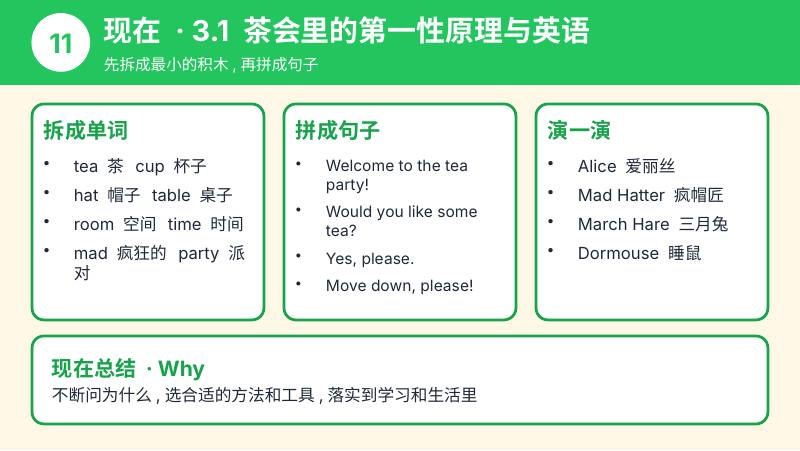 11
现在 · 3.1 茶会里的第一性原理与英语
先拆成最小的积木，再拼成句子
拆成单词
• tea 茶 cup 杯子
• hat 帽子 table 桌子
• room 空间 time 时间
• mad 疯狂的 party 派
对
拼成句子
• Welcome to the tea
party!
• Would you like some
tea?
• Yes, please.
• Move down, please!
演一演
• Alice 爱丽丝
• Mad Hatter 疯帽匠
• March Hare 三月兔
• Dormouse 睡鼠
现在总结 · Why
不断问为什么，选合适的方法和工具，落实到学习和生活里